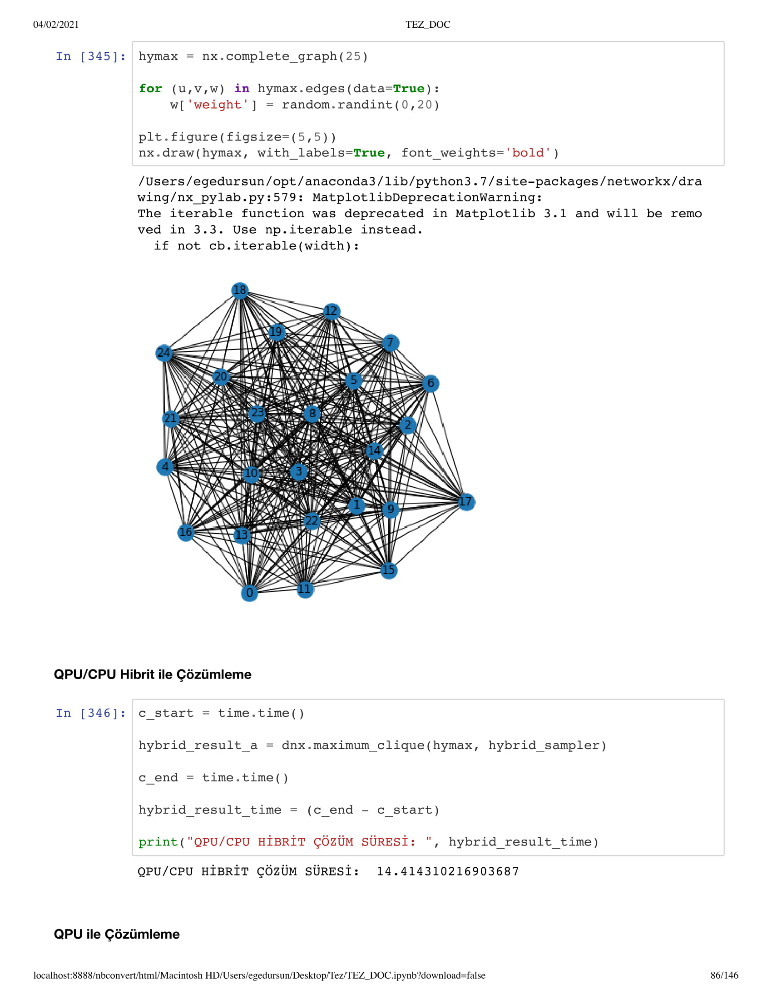 04/02/2021 TEZ_DOC
In [345]: hymax = nx.complete_graph(25)
for (u,v,w) in hymax.edges(data=True):
    w['weight'] = random.randint(0,20)
plt.figure(figsize=(5,5))
nx.draw(hymax, with_labels=True, font_weights='bold')
/Users/egedursun/opt/anaconda3/lib/python3.7/site-packages/networkx/dra
wing/nx_pylab.py:579: MatplotlibDeprecationWarning:
The iterable function was deprecated in Matplotlib 3.1 and will be remo
ved in 3.3. Use np.iterable instead.
  if not cb.iterable(width):
18
12
19
7
24
20
5
6
23
8
21
2
14
4
10
3
17
1
9
22
16
13
15
11
0
QPU/CPU Hibrit ile Çözümleme
In [346]: c_start = time.time()
hybrid_result_a = dnx.maximum_clique(hymax, hybrid_sampler)
c_end = time.time()
hybrid_result_time = (c_end - c_start)
print("QPU/CPU HİBRİT ÇÖZÜM SÜRESİ: ", hybrid_result_time)
QPU/CPU HİBRİT ÇÖZÜM SÜRESİ:  14.414310216903687
QPU ile Çözümleme
localhost:8888/nbconvert/html/Macintosh HD/Users/egedursun/Desktop/Tez/TEZ_DOC.ipynb?download=false 86/146